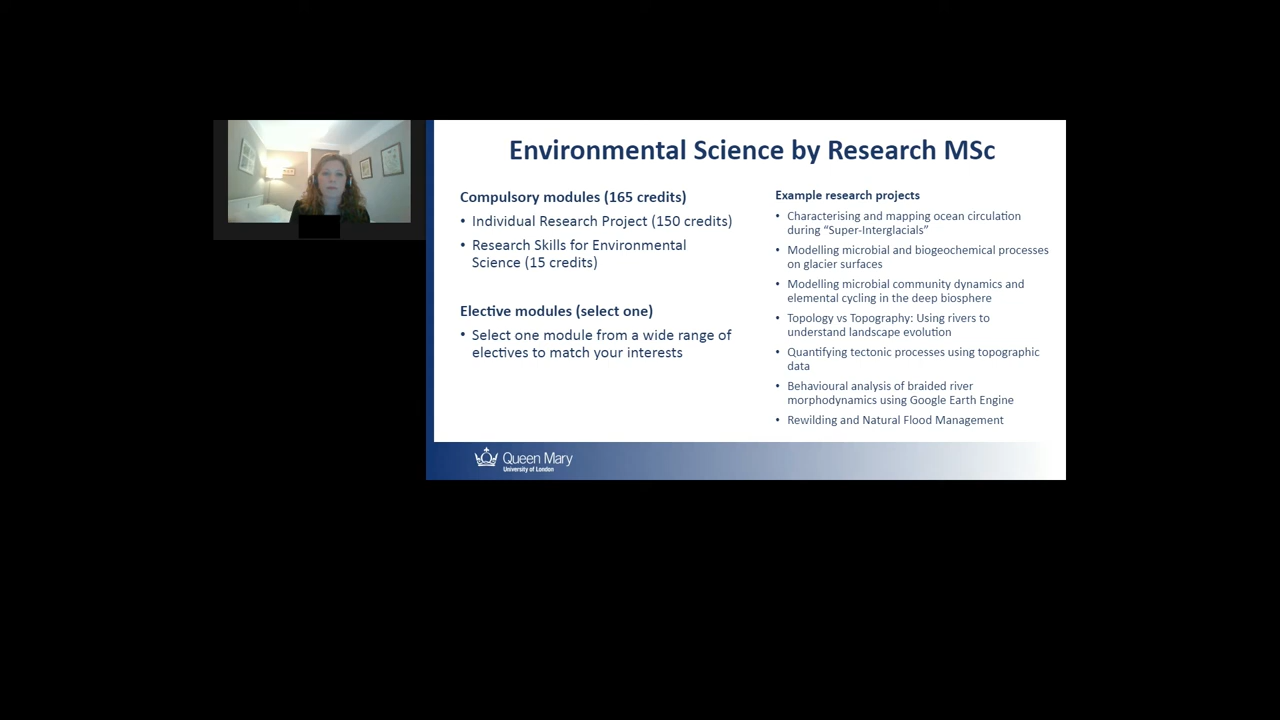 Environmental Science by Research MSc
Compulsory modules (165 credits)
• Individual Research Project (150 credits)
• Research Skills for Environmental
Science (15 credits)
Elective modules (select one)
• Select one module from a wide range of
electives to match your interests
Example research projects
• Characterising and mapping ocean circulation
during “Super-Interglacials”
• Modelling microbial and biogeochemical processes
on glacier surfaces
• Modelling microbial community dynamics and
elemental cycling in the deep biosphere
• Topology vs Topography: Using rivers to
understand landscape evolution
• Quantifying tectonic processes using topographic
data
• Behavioural analysis of braided river
morphodynamics using Google Earth Engine
• Rewilding and Natural Flood Management
Queen Mary
University of London